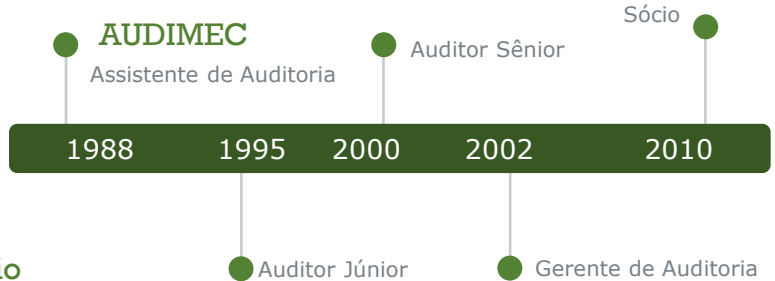 Sócio
AUDIMEC
Auditor Sênior
Assistente de Auditoria
1988 1995 2000 2002 2010
Auditor Júnior
Gerente de Auditoria